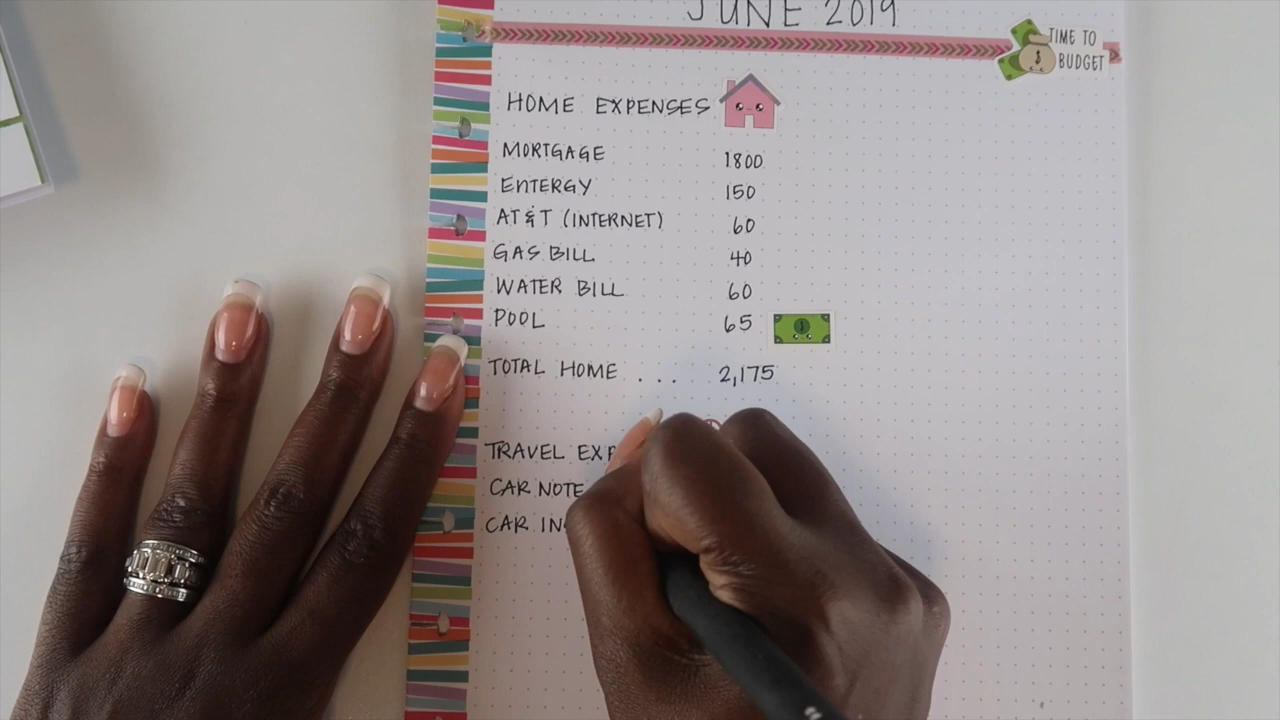 JUNE 2019
TIME TO
BUDGET
HOME EXPENSES
MORTGAGE 1800
ENTERGY 150
AT&T (INTERNET) 60
GAS BILL 40
WATER BILL 60
POOL 65
TOTAL HOME ... 2,175
TRAVEL EXP
CAR NOTE
CAR IN